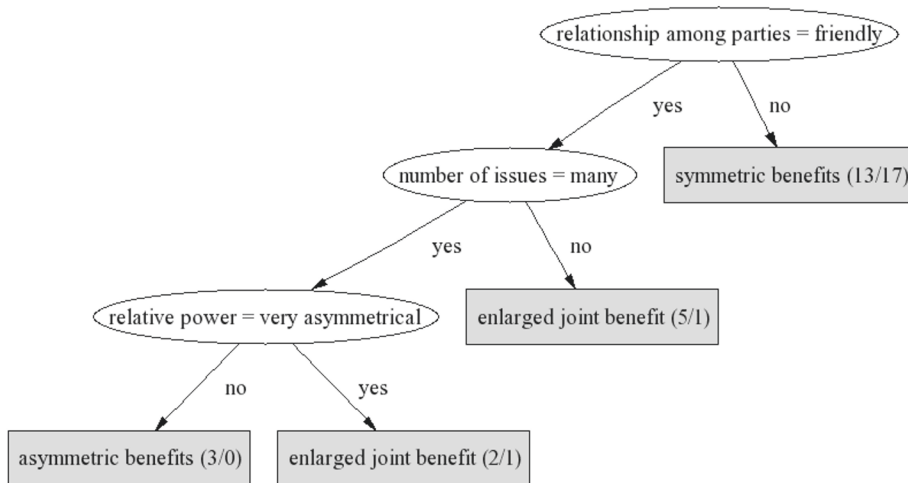 relationship among parties = friendly
yes
no
number of issues = many
symmetric benefits (13/17)
yes
no
relative power = very asymmetrical
enlarged joint benefit (5/1)
no
yes
asymmetric benefits (3/0)
enlarged joint benefit (2/1)